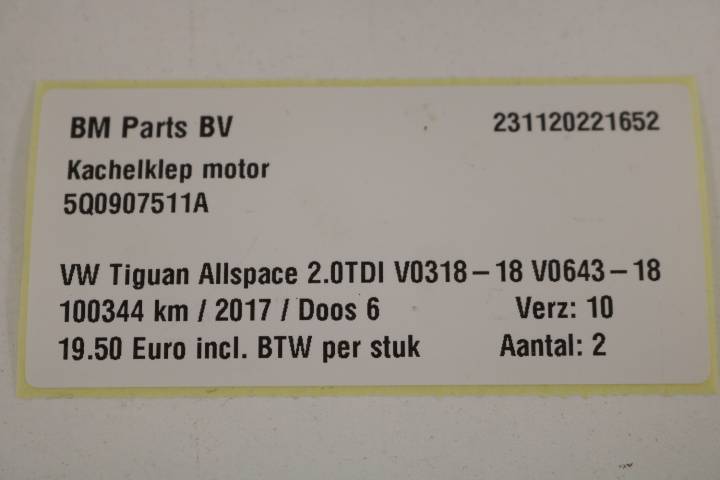 BM Parts BV 231120221652
Kachelklep motor
5Q0907511A
VW Tiguan Allspace 2.0TDI V0318-18 V0643-18
100344 km / 2017 / Doos 6 Verz: 10
19.50 Euro incl. BTW per stuk Aantal: 2